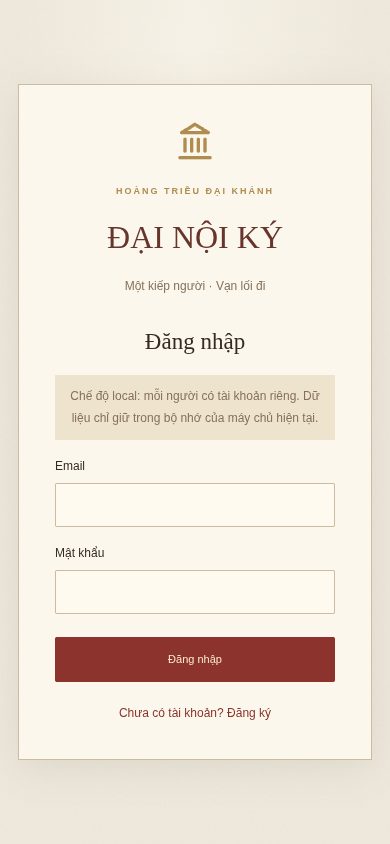 HOÀNG TRIỀU ĐẠI KHÁNH
ĐẠI NỘI KÝ
Một kiếp người · Vạn lối đi
Đăng nhập
Chế độ local: mỗi người có tài khoản riêng. Dữ
liệu chỉ giữ trong bộ nhớ của máy chủ hiện tại.
Email
Mật khẩu
Đăng nhập
Chưa có tài khoản? Đăng ký